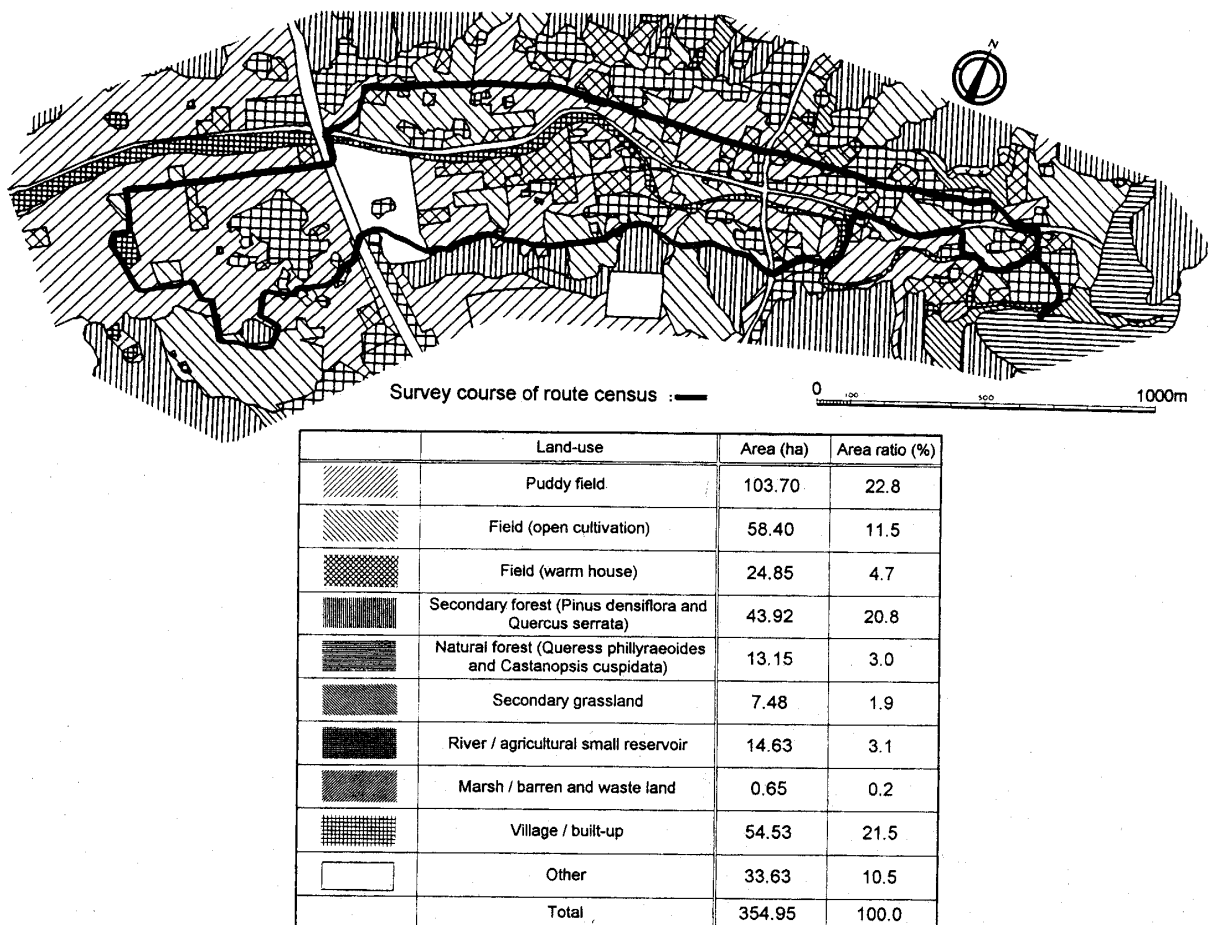 N
Survey course of route census :
0 100 500 1000m
Land-use Area (ha) Area ratio (%)
Puddy field 103.70 22.8
Field (open cultivation) 58.40 11.5
Field (warm house) 24.85 4.7
Secondary forest (Pinus densiflora and
Quercus serrata) 43.92 20.8
Natural forest (Queress phillyraeoides
and Castanopsis cuspidata) 13.15 3.0
Secondary grassland 7.48 1.9
River / agricultural small reservoir 14.63 3.1
Marsh / barren and waste land 0.65 0.2
Village / built-up 54.53 21.5
Other 33.63 10.5
Total 354.95 100.0